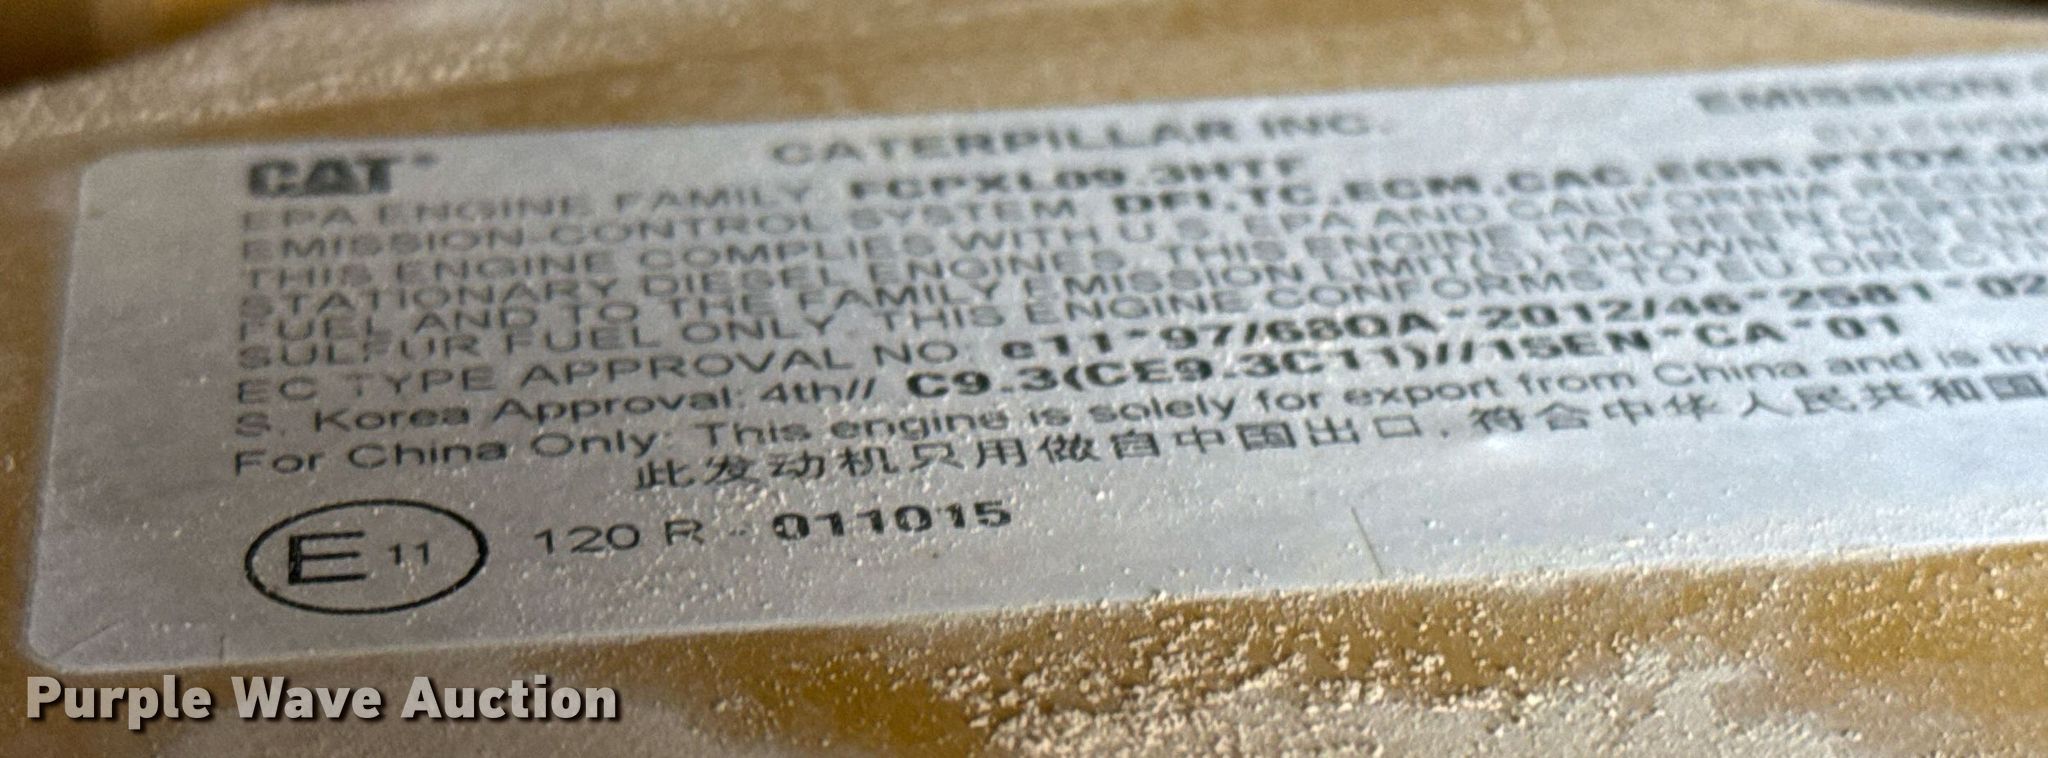 CAT® CATERPILLAR INC. EMISSION
EPA ENGINE FAMILY FCPXL09.3HTF
EMISSION-CONTROL SYSTEM DFI,TC,ECM,CAC,EGR,PTOX,
THIS ENGINE COMPLIES WITH U.S. EPA AND CALIFORNIA
STATIONARY DIESEL ENGINES. THIS ENGINE HAS BEEN
FUEL AND TO THE FAMILY EMISSION LIMIT(S) SHOWN. THIS
SULFUR FUEL ONLY. THIS ENGINE CONFORMS TO EU
EC TYPE APPROVAL NO. e11*97/68QA*2012/46*2581*02
S. Korea Approval: 4th// C9.3(CE9.3C11)//15EN-CA-01
For China Only: This engine is solely for export from China and is the
此发动机只用做自中国出口,符合中华人民共和国
E 11 120 R - 011015
Purple Wave Auction